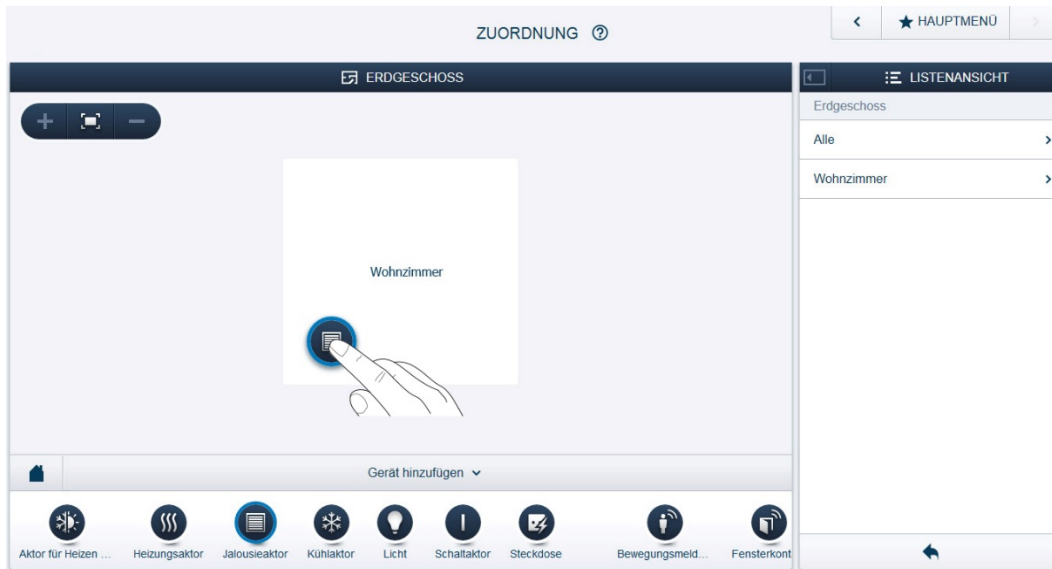 ZUORDNUNG ?
HAUPTMENÜ
ERDGESCHOSS
LISTENANSICHT
Erdgeschoss
Alle
Wohnzimmer
Wohnzimmer
Gerät hinzufügen
Aktor für Heizen ...
Heizungsaktor
Jalousieaktor
Kühlaktor
Licht
Schaltaktor
Steckdose
Bewegungsmeld...
Fensterkont